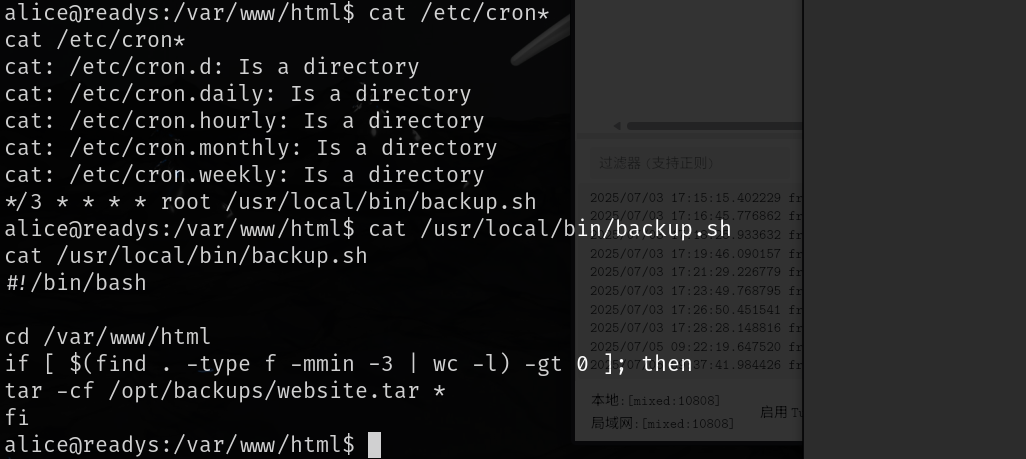 alice@readys:/var/www/html$ cat /etc/cron*
cat /etc/cron*
cat: /etc/cron.d: Is a directory
cat: /etc/cron.daily: Is a directory
cat: /etc/cron.hourly: Is a directory
cat: /etc/cron.monthly: Is a directory
cat: /etc/cron.weekly: Is a directory
*/3 * * * * root /usr/local/bin/backup.sh
alice@readys:/var/www/html$ cat /usr/local/bin/backup.sh
cat /usr/local/bin/backup.sh
#!/bin/bash
cd /var/www/html
if [ $(find . -type f -mmin -3 | wc -l) -gt 0 ]; then
tar -cf /opt/backups/website.tar *
fi
alice@readys:/var/www/html$
过滤器 (支持正则)
2025/07/03 17:15:15.402229 fr
2025/07/03 17:16:45.776862 fr
.933632 fr
2025/07/03 17:19:46.090157 fr
2025/07/03 17:21:29.226779 fr
2025/07/03 17:23:49.768795 fr
2025/07/03 17:26:50.451541 fr
2025/07/03 17:28:28.148816 fr
2025/07/05 09:22:19.647520 fr
37:41.984426 fr
本地:[mixed:10808]
局域网:[mixed:10808]
启用 Tu